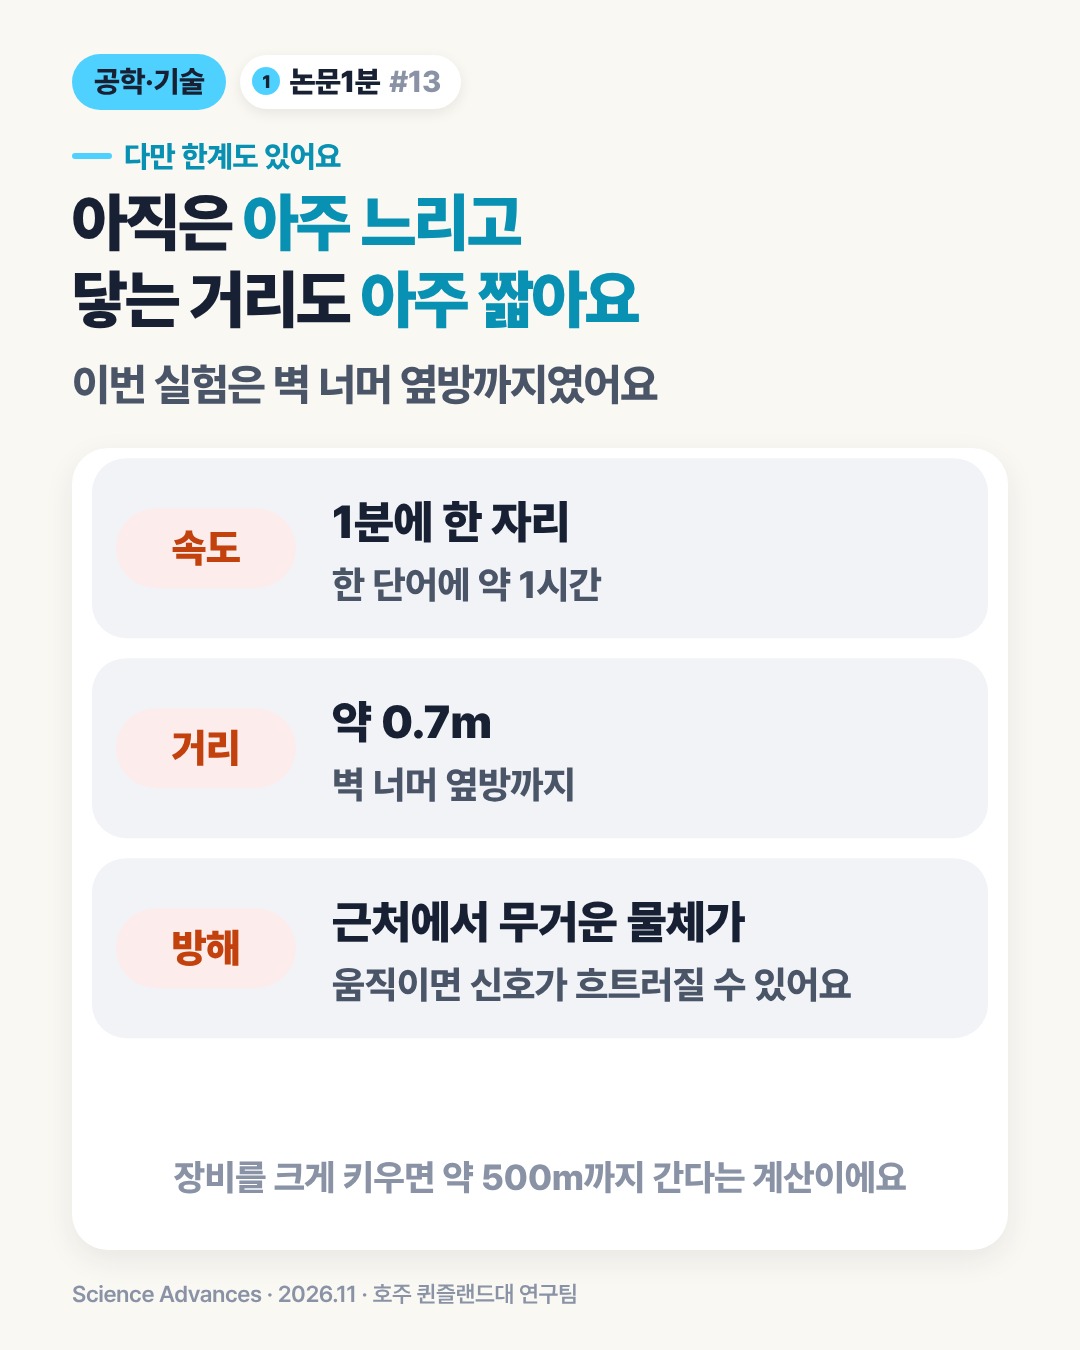 공학·기술
1 논문1분 #13
다만 한계도 있어요
아직은 아주 느리고
닿는 거리도 아주 짧아요
이번 실험은 벽 너머 옆방까지였어요
속도
1분에 한 자리
한 단어에 약 1시간
거리
약 0.7m
벽 너머 옆방까지
방해
근처에서 무거운 물체가
움직이면 신호가 흐트러질 수 있어요
장비를 크게 키우면 약 500m까지 간다는 계산이에요
Science Advances · 2026.11 · 호주 퀸즐랜드대 연구팀